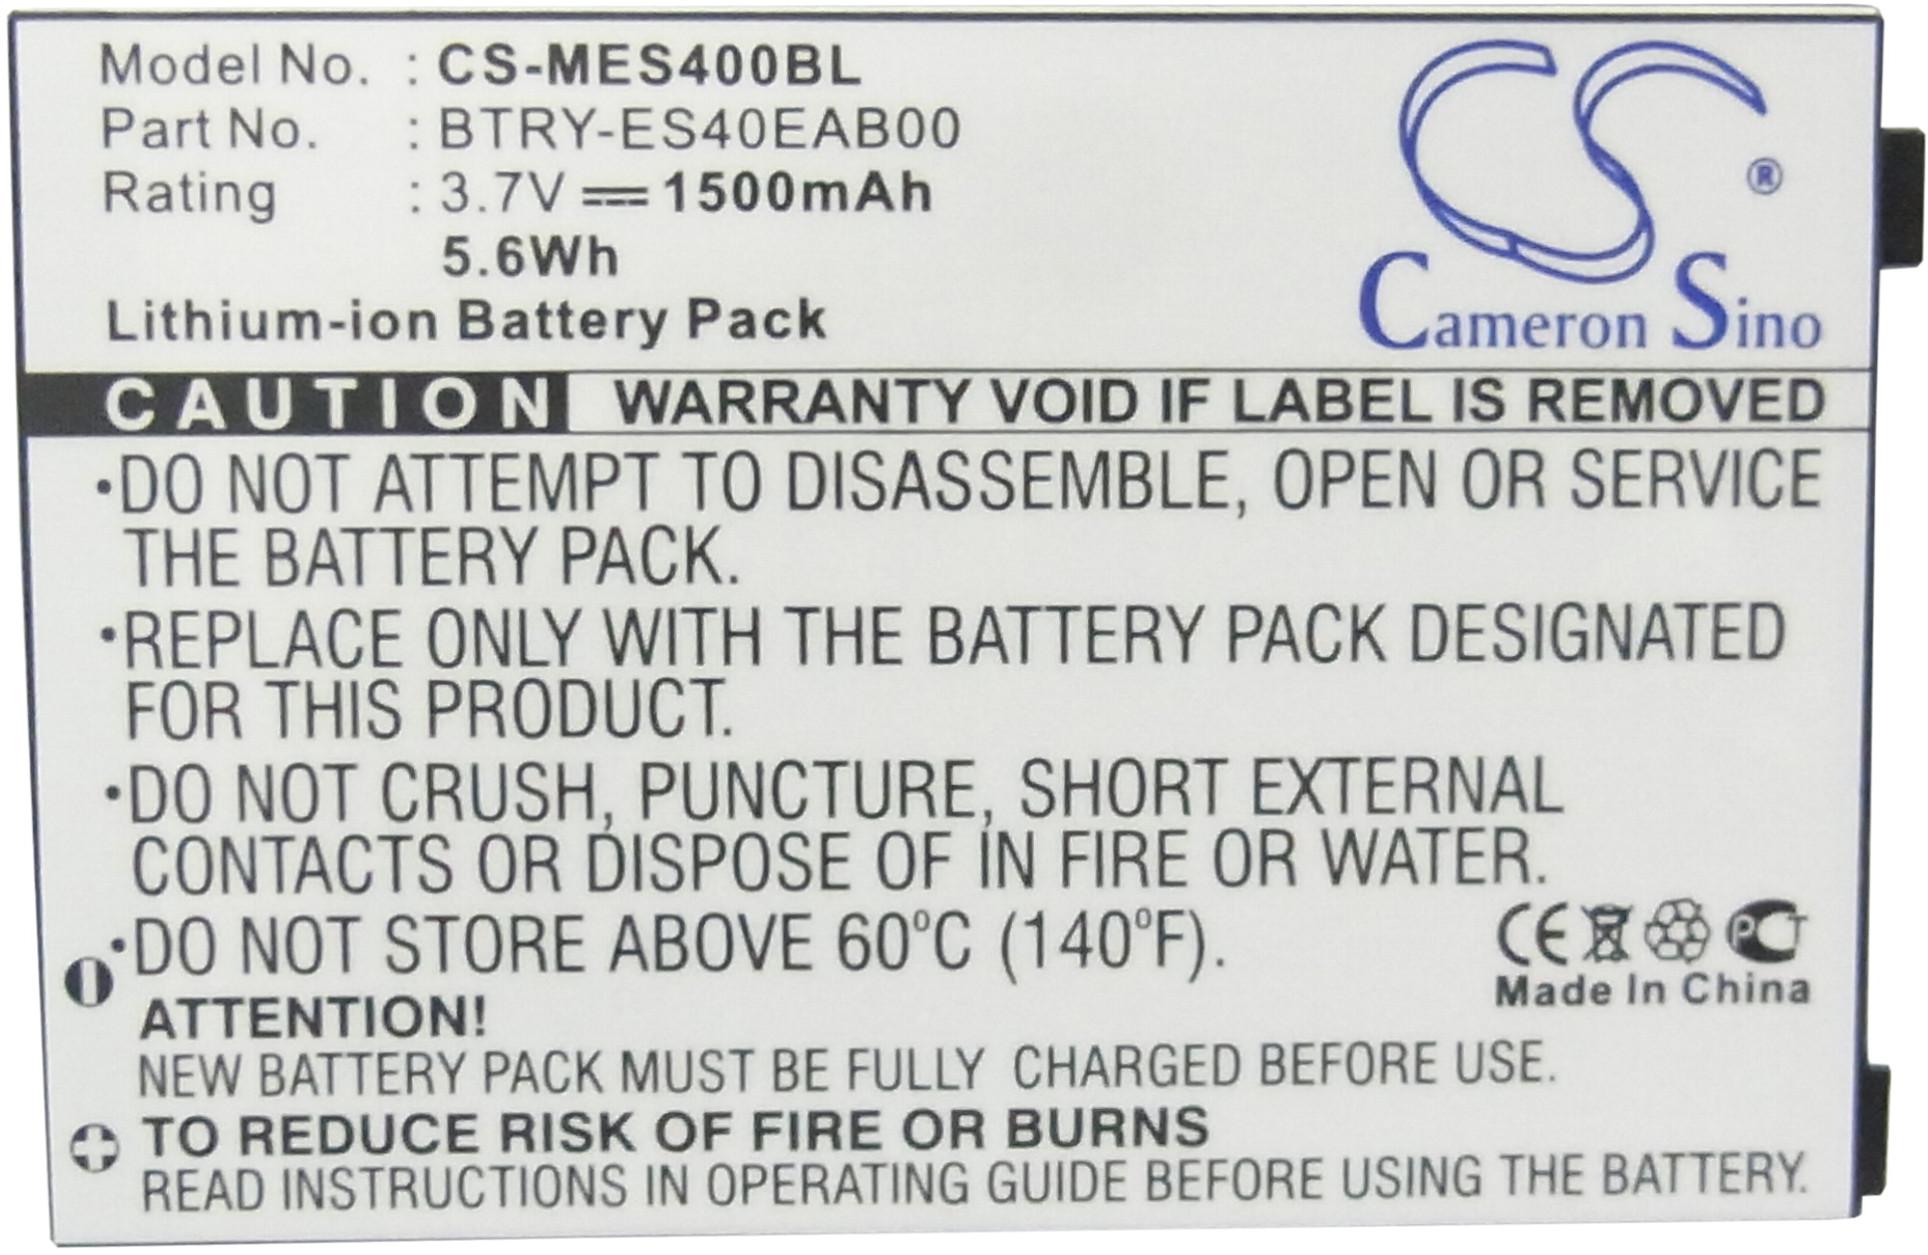 Model No. : CS-MES400BL
Part No. : BTRY-ES40EAB00
Rating : 3.7V 1500mAh
5.6Wh
Lithium-ion Battery Pack
CS ®
Cameron Sino
CAUTION WARRANTY VOID IF LABEL IS REMOVED
•DO NOT ATTEMPT TO DISASSEMBLE, OPEN OR SERVICE
THE BATTERY PACK.
•REPLACE ONLY WITH THE BATTERY PACK DESIGNATED
FOR THIS PRODUCT.
•DO NOT CRUSH, PUNCTURE, SHORT EXTERNAL
CONTACTS OR DISPOSE OF IN FIRE OR WATER.
•DO NOT STORE ABOVE 60°C (140°F).
CE PCT
Made In China
ATTENTION!
NEW BATTERY PACK MUST BE FULLY CHARGED BEFORE USE.
TO REDUCE RISK OF FIRE OR BURNS
READ INSTRUCTIONS IN OPERATING GUIDE BEFORE USING THE BATTERY.